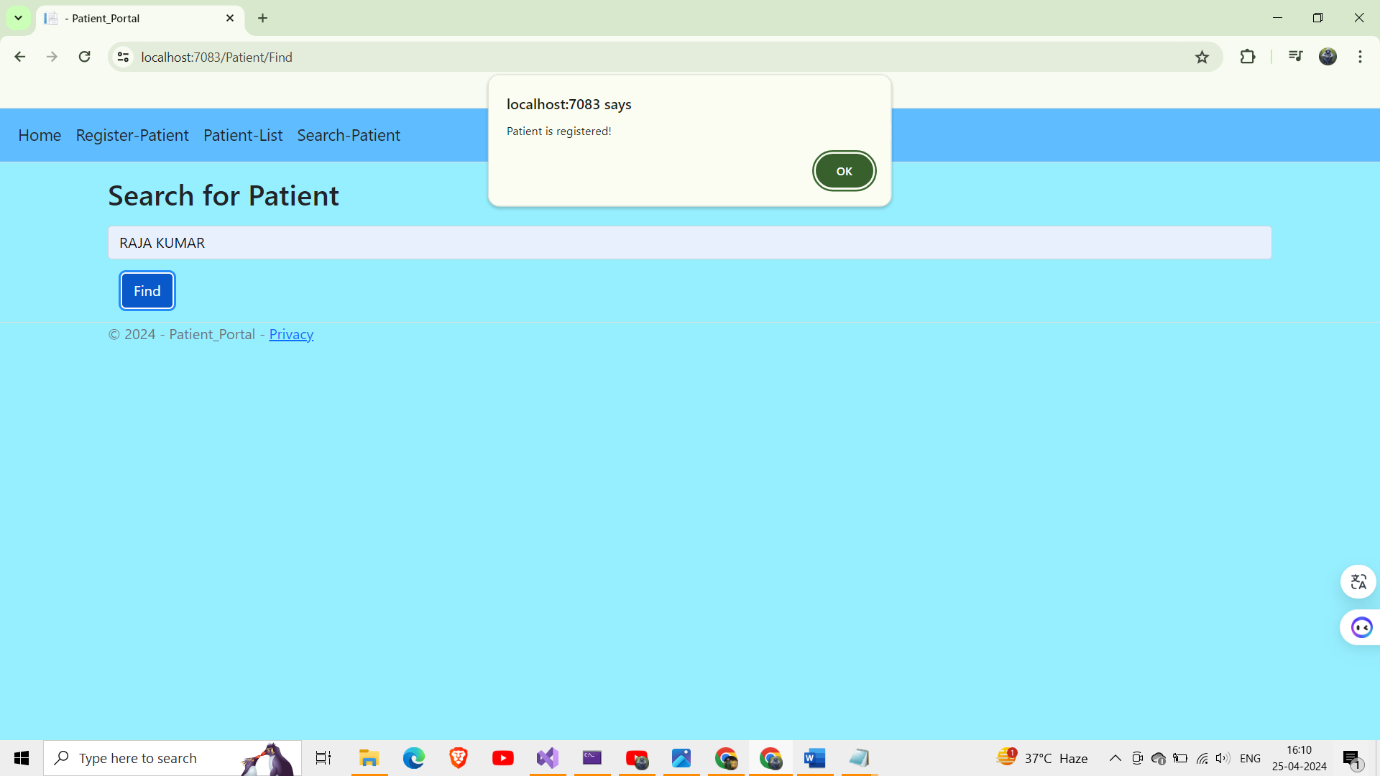 - Patient_Portal
localhost:7083/Patient/Find
localhost:7083 says
Patient is registered!
OK
Home Register-Patient Patient-List Search-Patient
Search for Patient
RAJA KUMAR
Find
© 2024 - Patient_Portal - Privacy
Type here to search
1
37°C Haze
ENG
16:10
25-04-2024
1